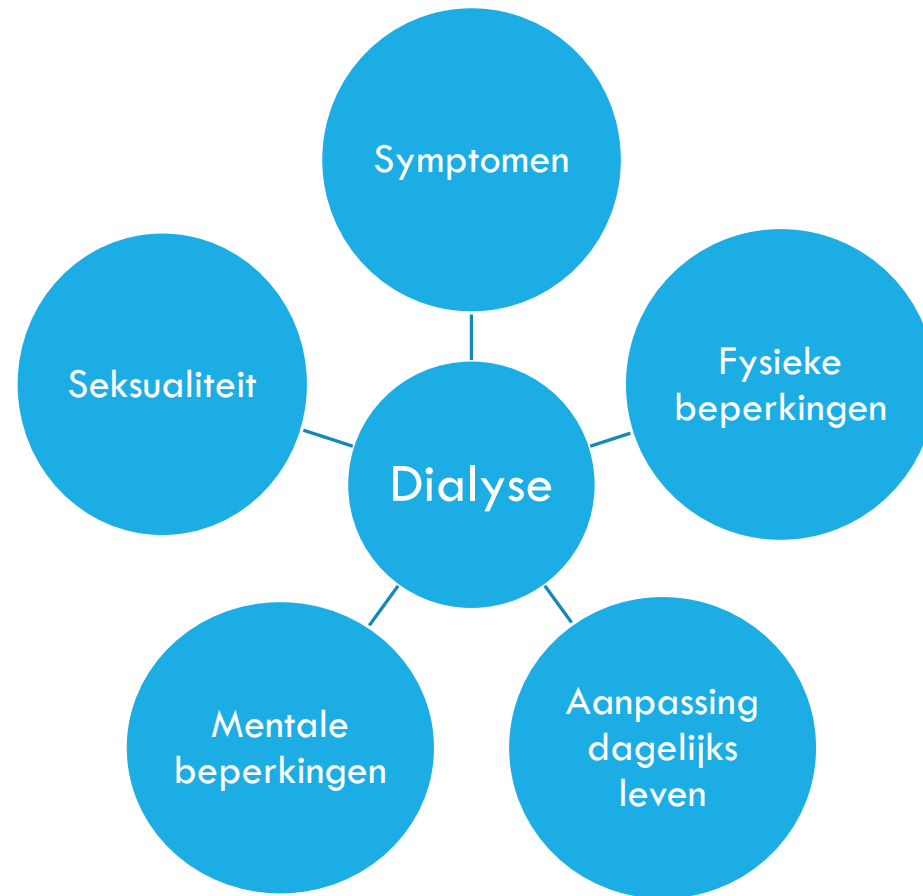 Symptomen
Fysieke
beperkingen
Seksualiteit
Dialyse
Aanpassing
dagelijks
leven
Mentale
beperkingen